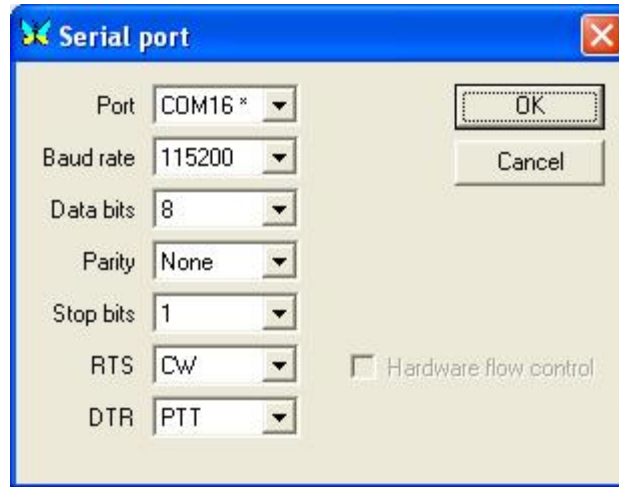 Serial port
Port COM16 * OK
Baud rate 115200 Cancel
Data bits 8
Parity None
Stop bits 1
RTS CW Hardware flow control
DTR PTT